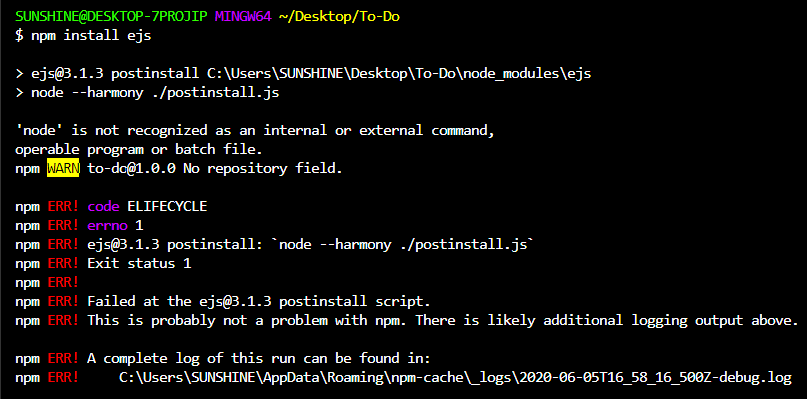 SUNSHINE@DESKTOP-7PROJIP MINGW64 ~/Desktop/To-Do
$ npm install ejs
> ejs@3.1.3 postinstall C:\Users\SUNSHINE\Desktop\To-Do\node_modules\ejs
> node --harmony ./postinstall.js
'node' is not recognized as an internal or external command,
operable program or batch file.
npm WARN to-do@1.0.0 No repository field.
npm ERR! code ELIFECYCLE
npm ERR! errno 1
npm ERR! ejs@3.1.3 postinstall: `node --harmony ./postinstall.js`
npm ERR! Exit status 1
npm ERR!
npm ERR! Failed at the ejs@3.1.3 postinstall script.
npm ERR! This is probably not a problem with npm. There is likely additional logging output above.
npm ERR! A complete log of this run can be found in:
npm ERR!     C:\Users\SUNSHINE\AppData\Roaming\npm-cache\_logs\2020-06-05T16_58_16_500Z-debug.log